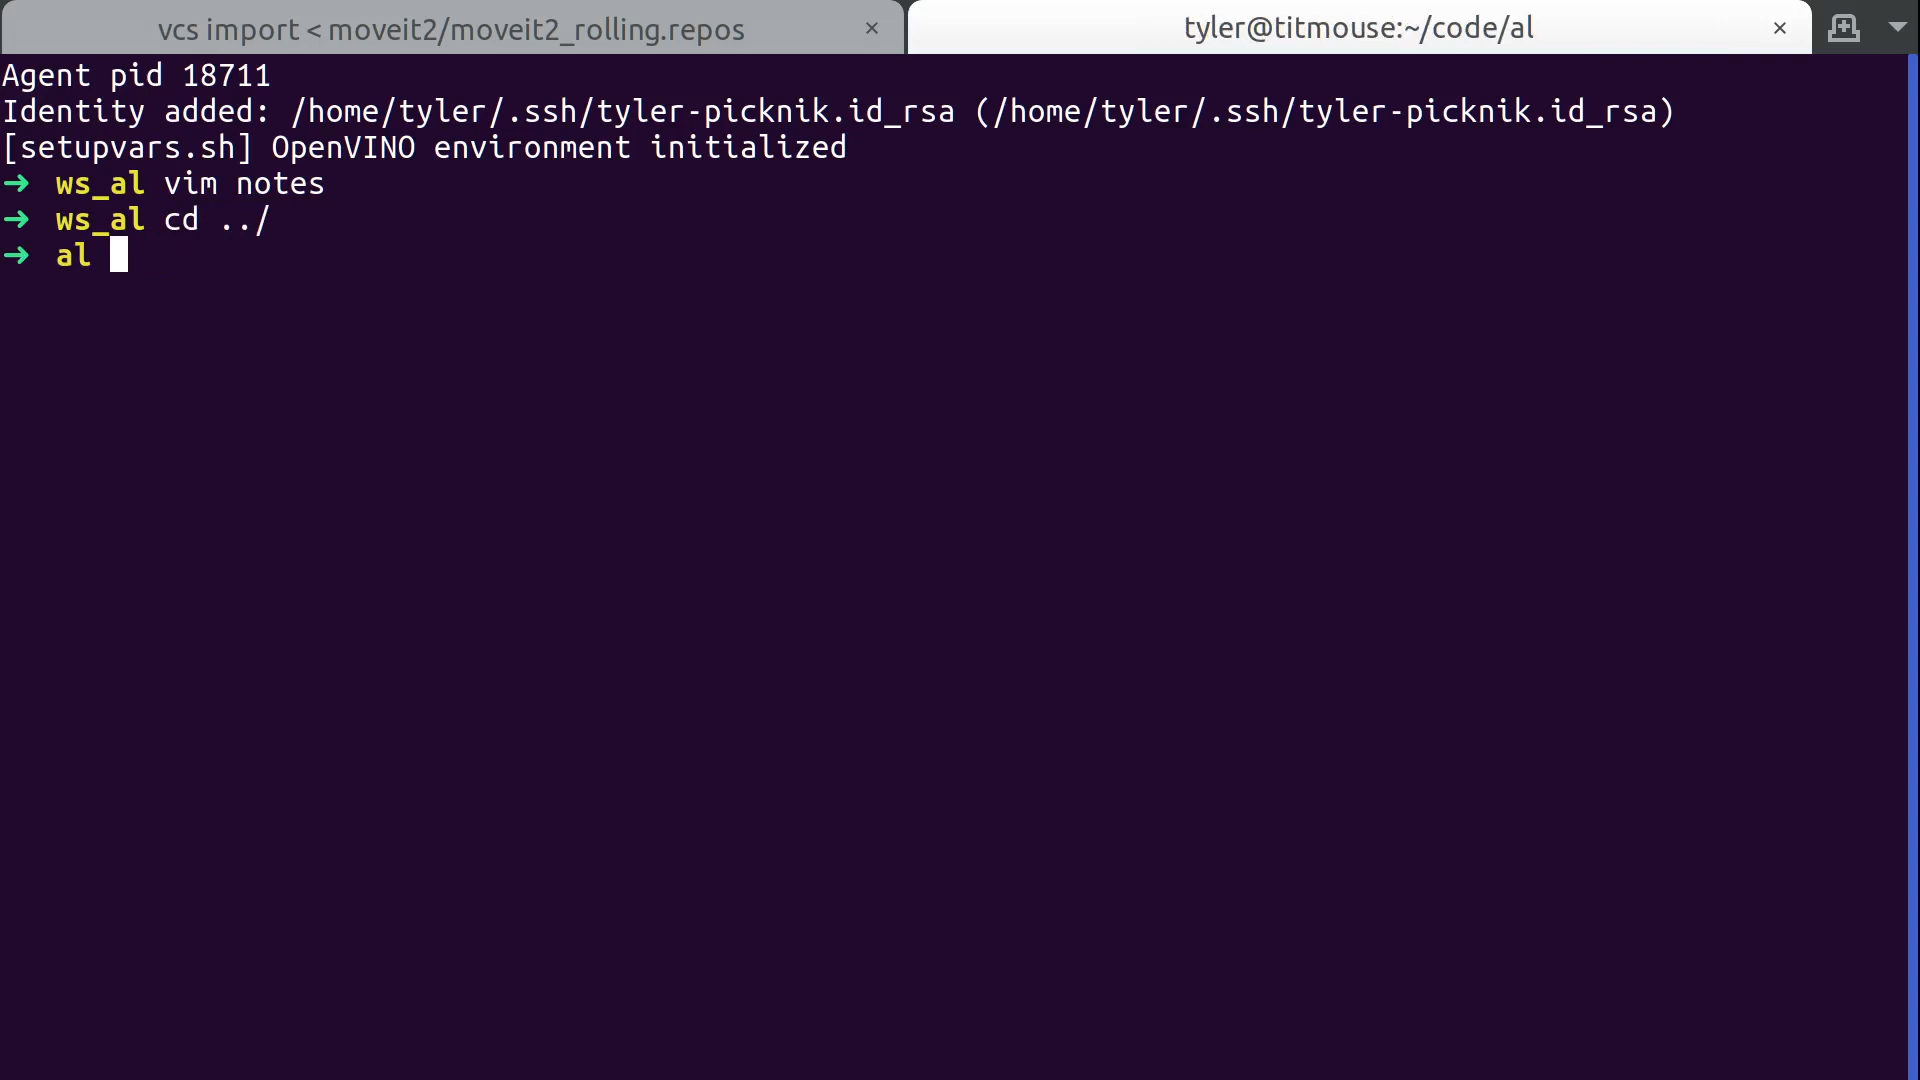 vcs import < moveit2/moveit2_rolling.repos ×
tyler@titmouse:~/code/al ×
Agent pid 18711
Identity added: /home/tyler/.ssh/tyler-picknik.id_rsa (/home/tyler/.ssh/tyler-picknik.id_rsa)
[setupvars.sh] OpenVINO environment initialized
➜ ws_al vim notes
➜ ws_al cd ../
➜ al